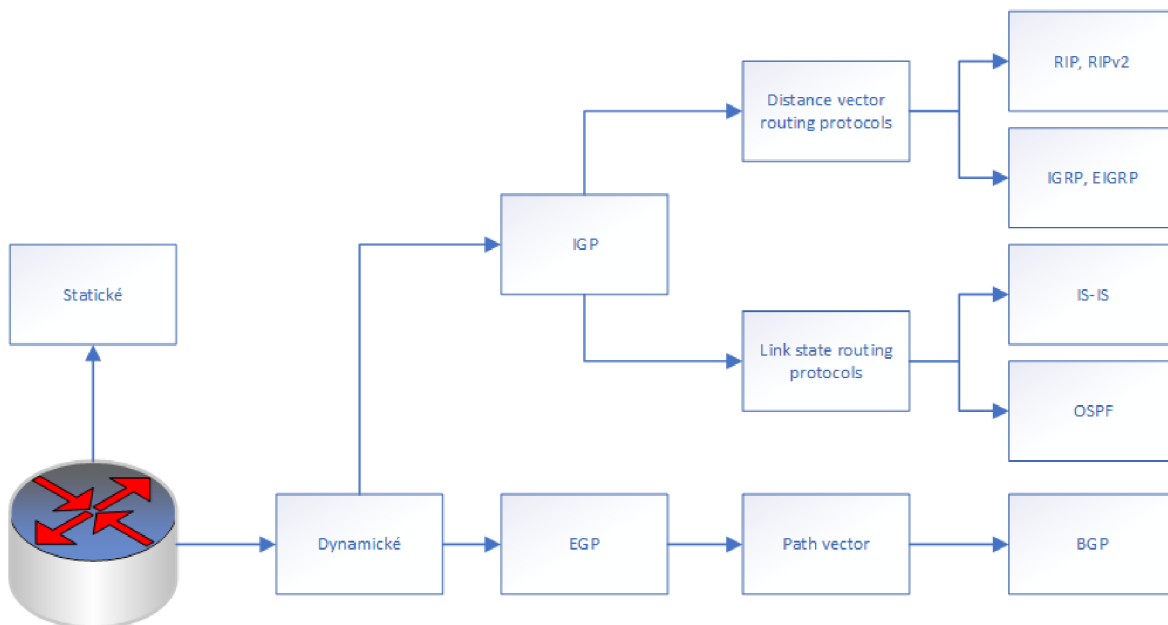 RIP, RIPv2
Distance vector
routing protocols
IGRP, EIGRP
IGP
Statické
IS-IS
Link state routing
protocols
OSPF
Dynamické
EGP
Path vector
BGP